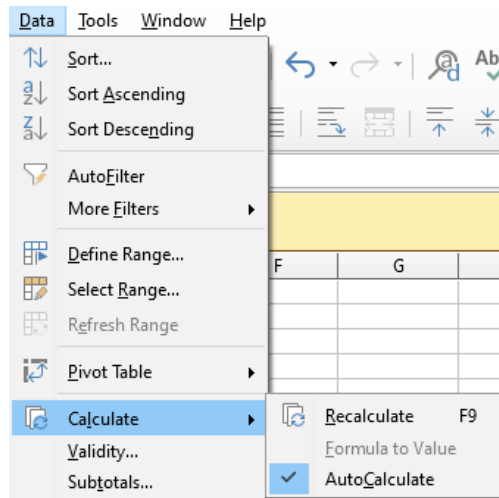 Data Tools Window Help
Sort...
Sort Ascending
Sort Descending
AutoFilter
More Filters
Define Range...
F G
Select Range...
Refresh Range
Pivot Table
Calculate
Recalculate F9
Validity...
Formula to Value
Subtotals...
AutoCalculate